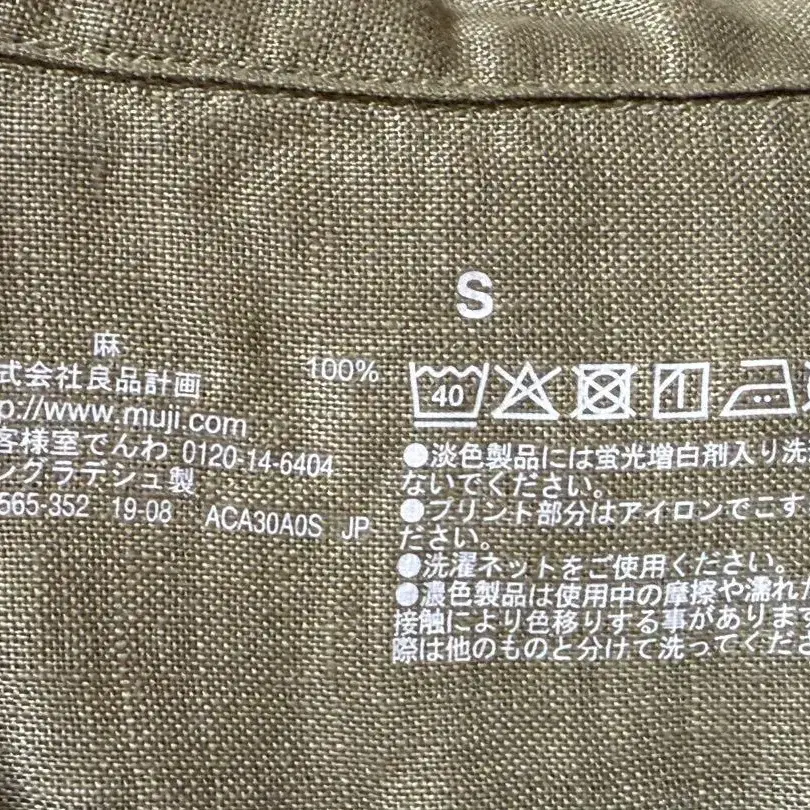 S
麻 100%
式会社良品計画
p://www.muji.com
客様室でんわ 0120-14-6404
ングラデシュ製
565-352 19-08 ACA30A0S JP
40
●淡色製品には蛍光増白剤入り洗
ないでください。
●プリント部分はアイロンでこす
ださい。
●洗濯ネットをご使用ください。
●濃色製品は使用中の摩擦や濡れた
接触により色移りする事があります
際は他のものと分けて洗ってくださ